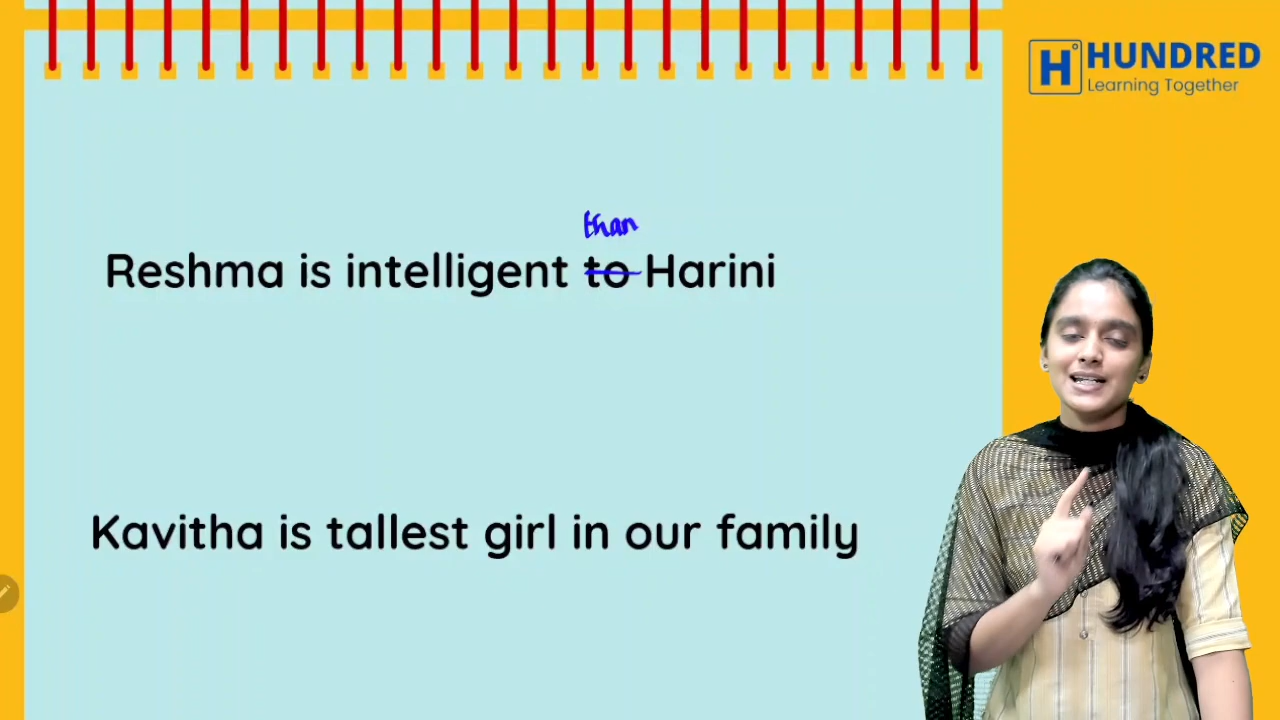 HUNDRED
Learning Together
than
Reshma is intelligent to Harini
Kavitha is tallest girl in our family